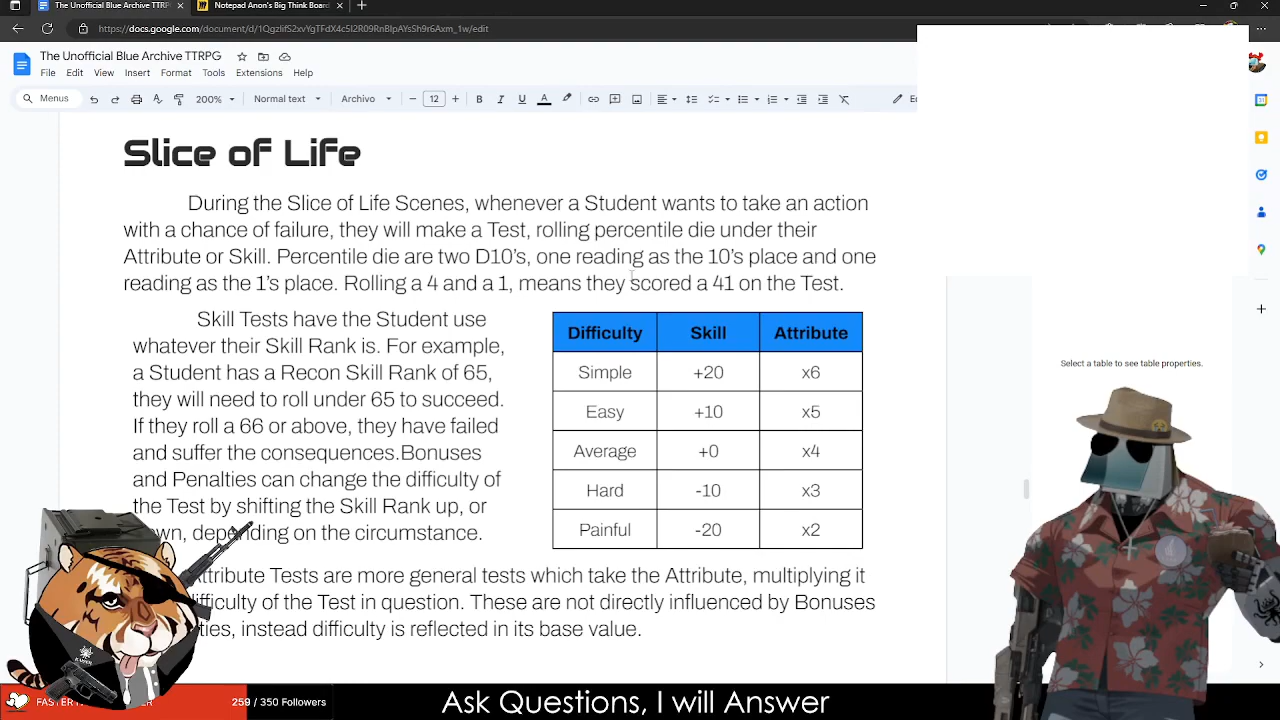 The Unofficial Blue Archive TTRPG
Notepad Anon's Big Think Board
https://docs.google.com/document/d/1QgzlifS2xvYgTFdX4c5I2R09RnBlpAYsSh9r6Axm_1w/edit
The Unofficial Blue Archive TTRPG
File Edit View Insert Format Tools Extensions Help
Menus 200% Normal text Archivo 12
Slice of Life
During the Slice of Life Scenes, whenever a Student wants to take an action
with a chance of failure, they will make a Test, rolling percentile die under their
Attribute or Skill. Percentile die are two D10's, one reading as the 10's place and one
reading as the 1's place. Rolling a 4 and a 1, means they scored a 41 on the Test.
Skill Tests have the Student use
whatever their Skill Rank is. For example,
a Student has a Recon Skill Rank of 65,
they will need to roll under 65 to succeed.
If they roll a 66 or above, they have failed
and suffer the consequences.Bonuses
and Penalties can change the difficulty of
the Test by shifting the Skill Rank up, or
wn, depending on the circumstance.
Difficulty Skill Attribute
Simple +20 x6
Easy +10 x5
Average +0 x4
Hard -10 x3
Painful -20 x2
ttribute Tests are more general tests which take the Attribute, multiplying it
ifficulty of the Test in question. These are not directly influenced by Bonuses
ties, instead difficulty is reflected in its base value.
Select a table to see table properties.
FASTER
259 / 350 Followers
Ask Questions, I will Answer